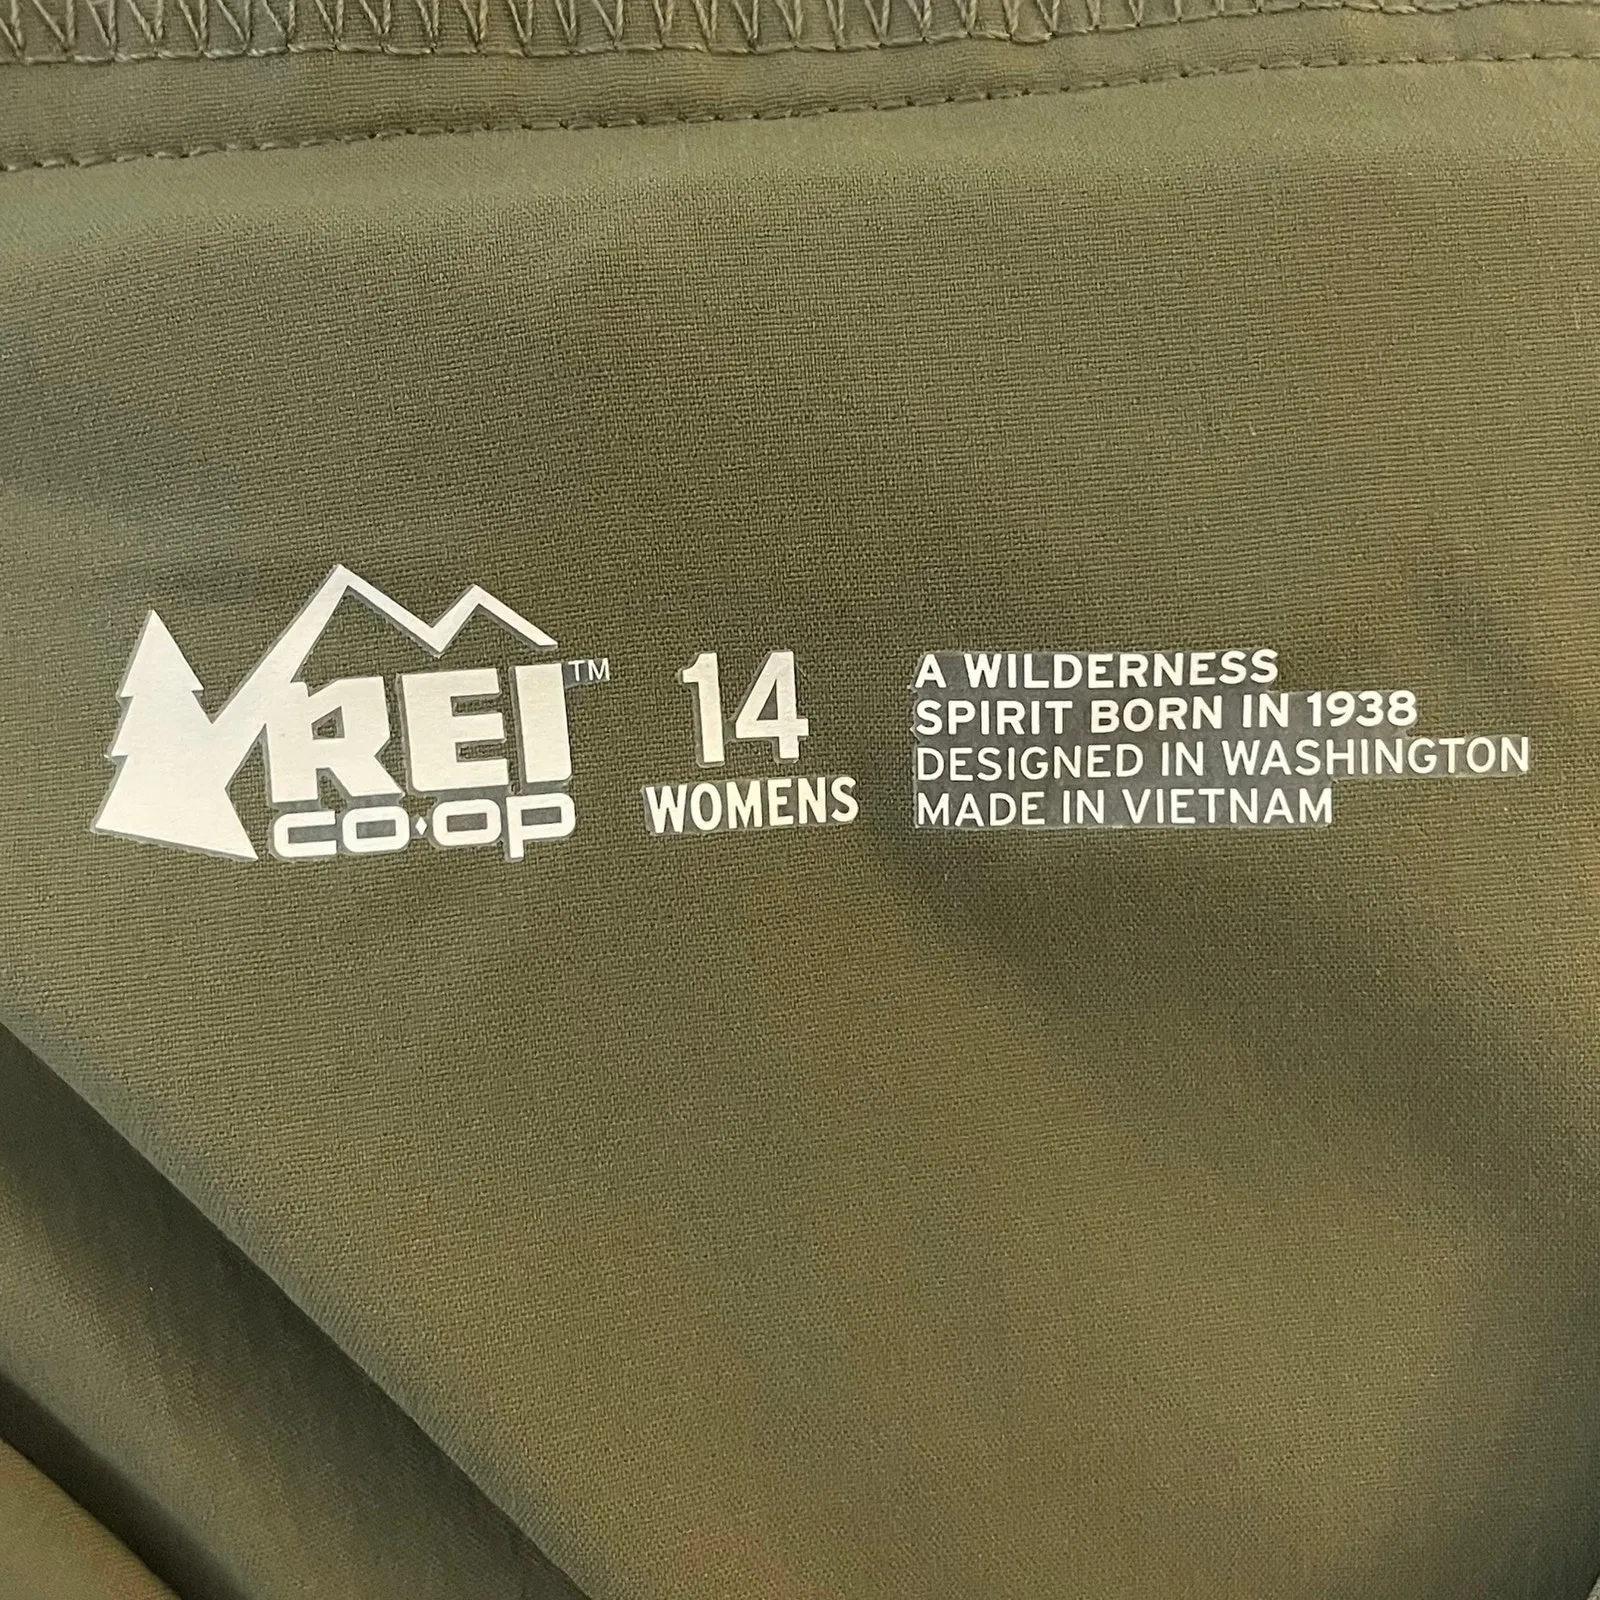 REI™
co·op
14
WOMENS
A WILDERNESS
SPIRIT BORN IN 1938
DESIGNED IN WASHINGTON
MADE IN VIETNAM